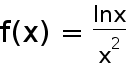 f(x) = lnx/x²